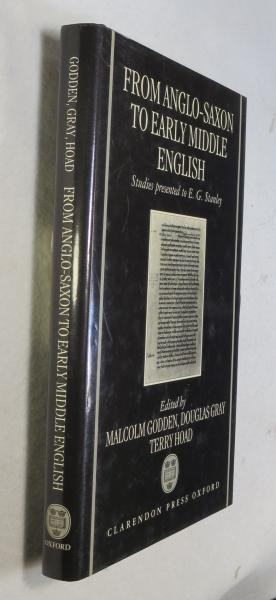 GODDEN, GRAY, HOAD
FROM ANGLO-SAXON TO EARLY MIDDLE ENGLISH
OXFORD
FROM ANGLO-SAXON
TO EARLY MIDDLE
ENGLISH
Studies presented to E. G. Stanley
Edited by
MALCOLM GODDEN, DOUGLAS GRAY
TERRY HOAD
CLARENDON PRESS OXFORD